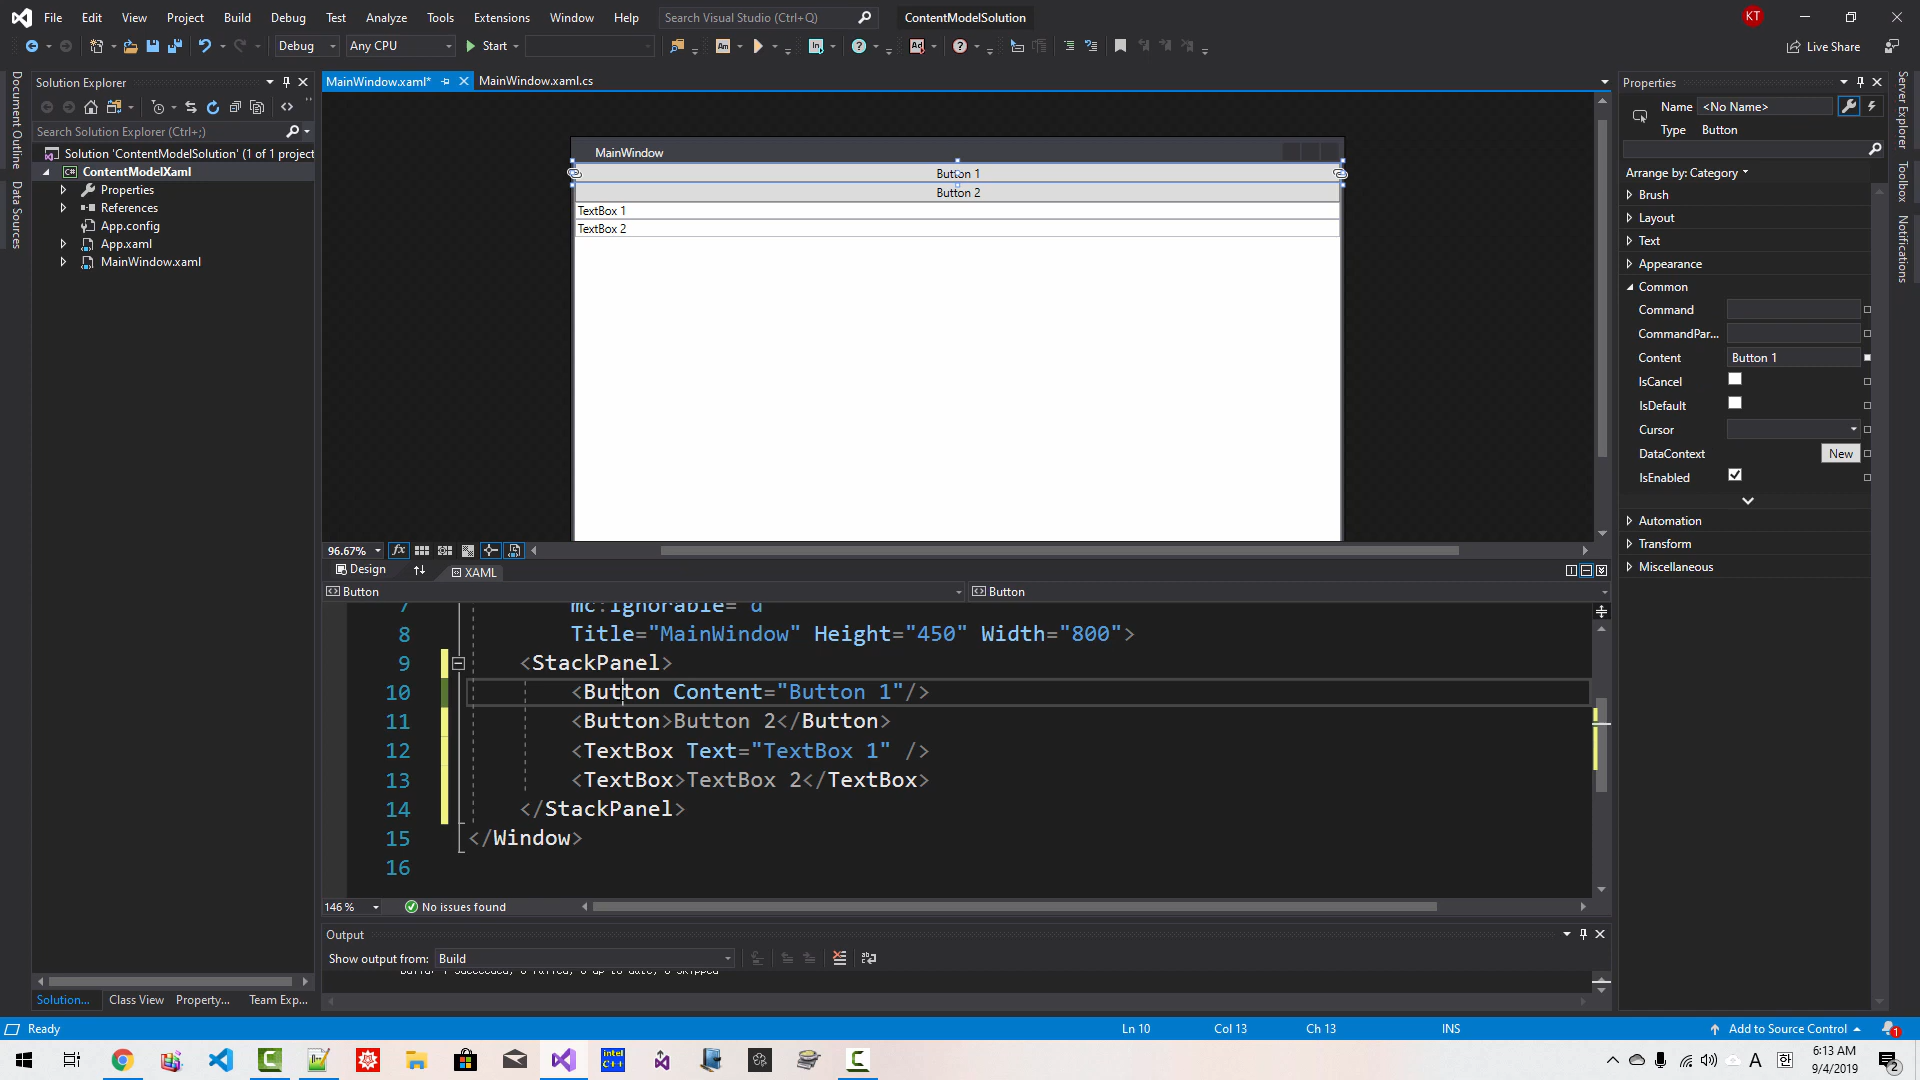 File Edit View Project Build Debug Test Analyze Tools Extensions Window Help Search Visual Studio (Ctrl+Q) ContentModelSolution KT
Debug Any CPU Start Live Share
Document Outline
Data Sources
Solution Explorer
Search Solution Explorer (Ctrl+;)
Solution 'ContentModelSolution' (1 of 1 project
C# ContentModelXaml
Properties
References
App.config
App.xaml
MainWindow.xaml
Solution... Class View Property... Team Exp...
MainWindow.xaml* MainWindow.xaml.cs
MainWindow
Button 1
Button 2
TextBox 1
TextBox 2
96.67% fx
Design XAML
Button Button
7 mc:Ignorable="d"
8 Title="MainWindow" Height="450" Width="800">
9 <StackPanel>
10 <Button Content="Button 1"/>
11 <Button>Button 2</Button>
12 <TextBox Text="TextBox 1" />
13 <TextBox>TextBox 2</TextBox>
14 </StackPanel>
15 </Window>
16
146 % No issues found
Output
Show output from: Build
Properties
Name <No Name>
Type Button
Arrange by: Category
Brush
Layout
Text
Appearance
Common
Command
CommandPar...
Content Button 1
IsCancel
IsDefault
Cursor
DataContext New
IsEnabled
Automation
Transform
Miscellaneous
Server Explorer
Toolbox
Notifications
Ready Ln 10 Col 13 Ch 13 INS Add to Source Control 1
intel C++ A 한 6:13 AM
9/4/2019 2